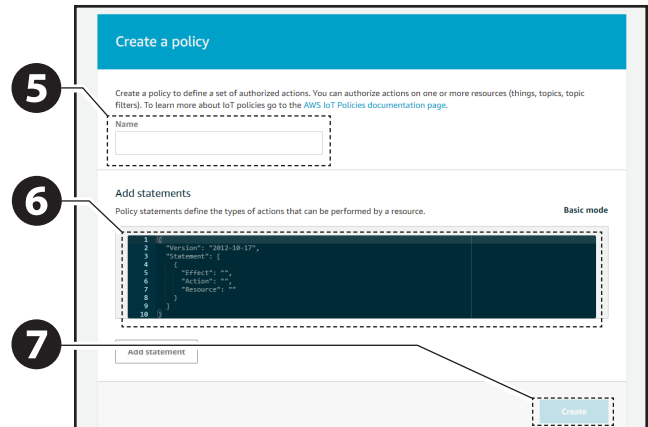 Create a policy
5
Create a policy to define a set of authorized actions. You can authorize actions on one or more resources (things, topics, topic
filters). To learn more about IoT policies go to the AWS IoT Policies documentation page.
Name
6
Add statements
Policy statements define the types of actions that can be performed by a resource. Basic mode
1 {
2 "Version": "2012-10-17",
3 "Statement": [
4 {
5 "Effect": "",
6 "Action": "",
7 "Resource": ""
8 }
9 ]
10 }
7
Add statement
Create